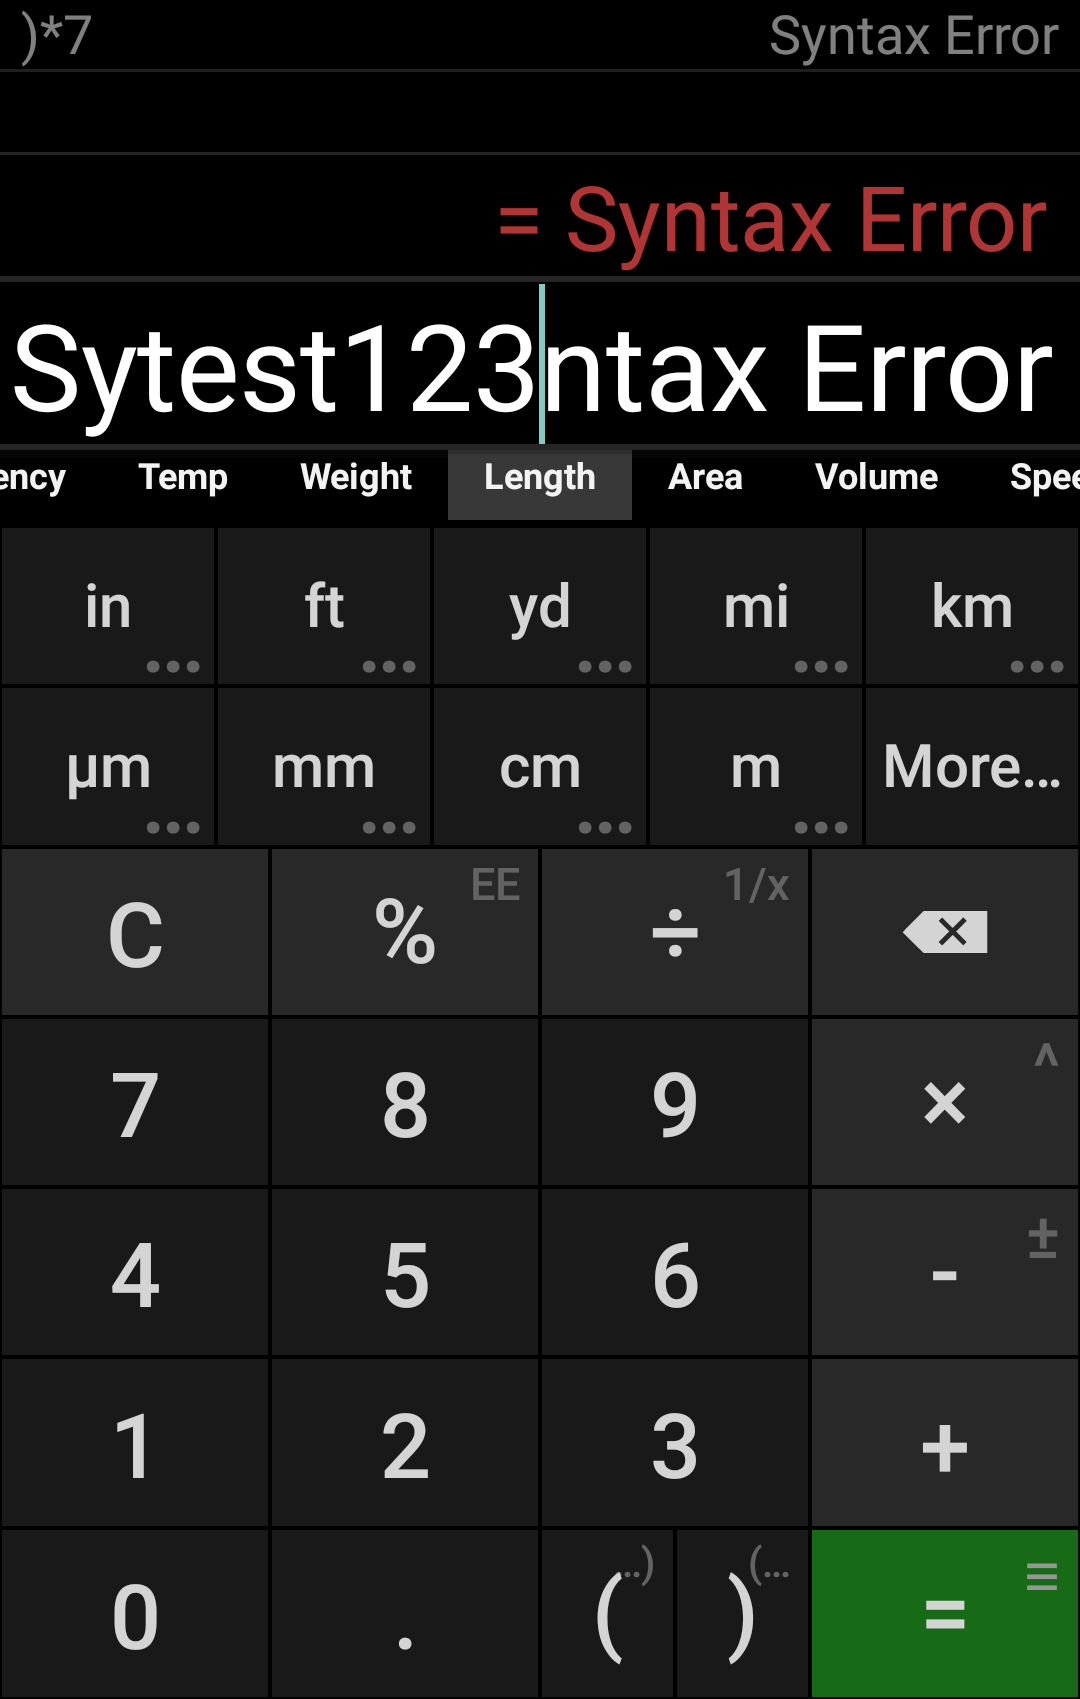 )*7 Syntax Error
= Syntax Error
Sytest123ntax Error
ency Temp Weight Length Area Volume Spee
in ft yd mi km
µm mm cm m More...
C % EE ÷ 1/x
7 8 9 × ^
4 5 6 - ±
1 2 3 +
0 . ( ..) ) (... = ≡